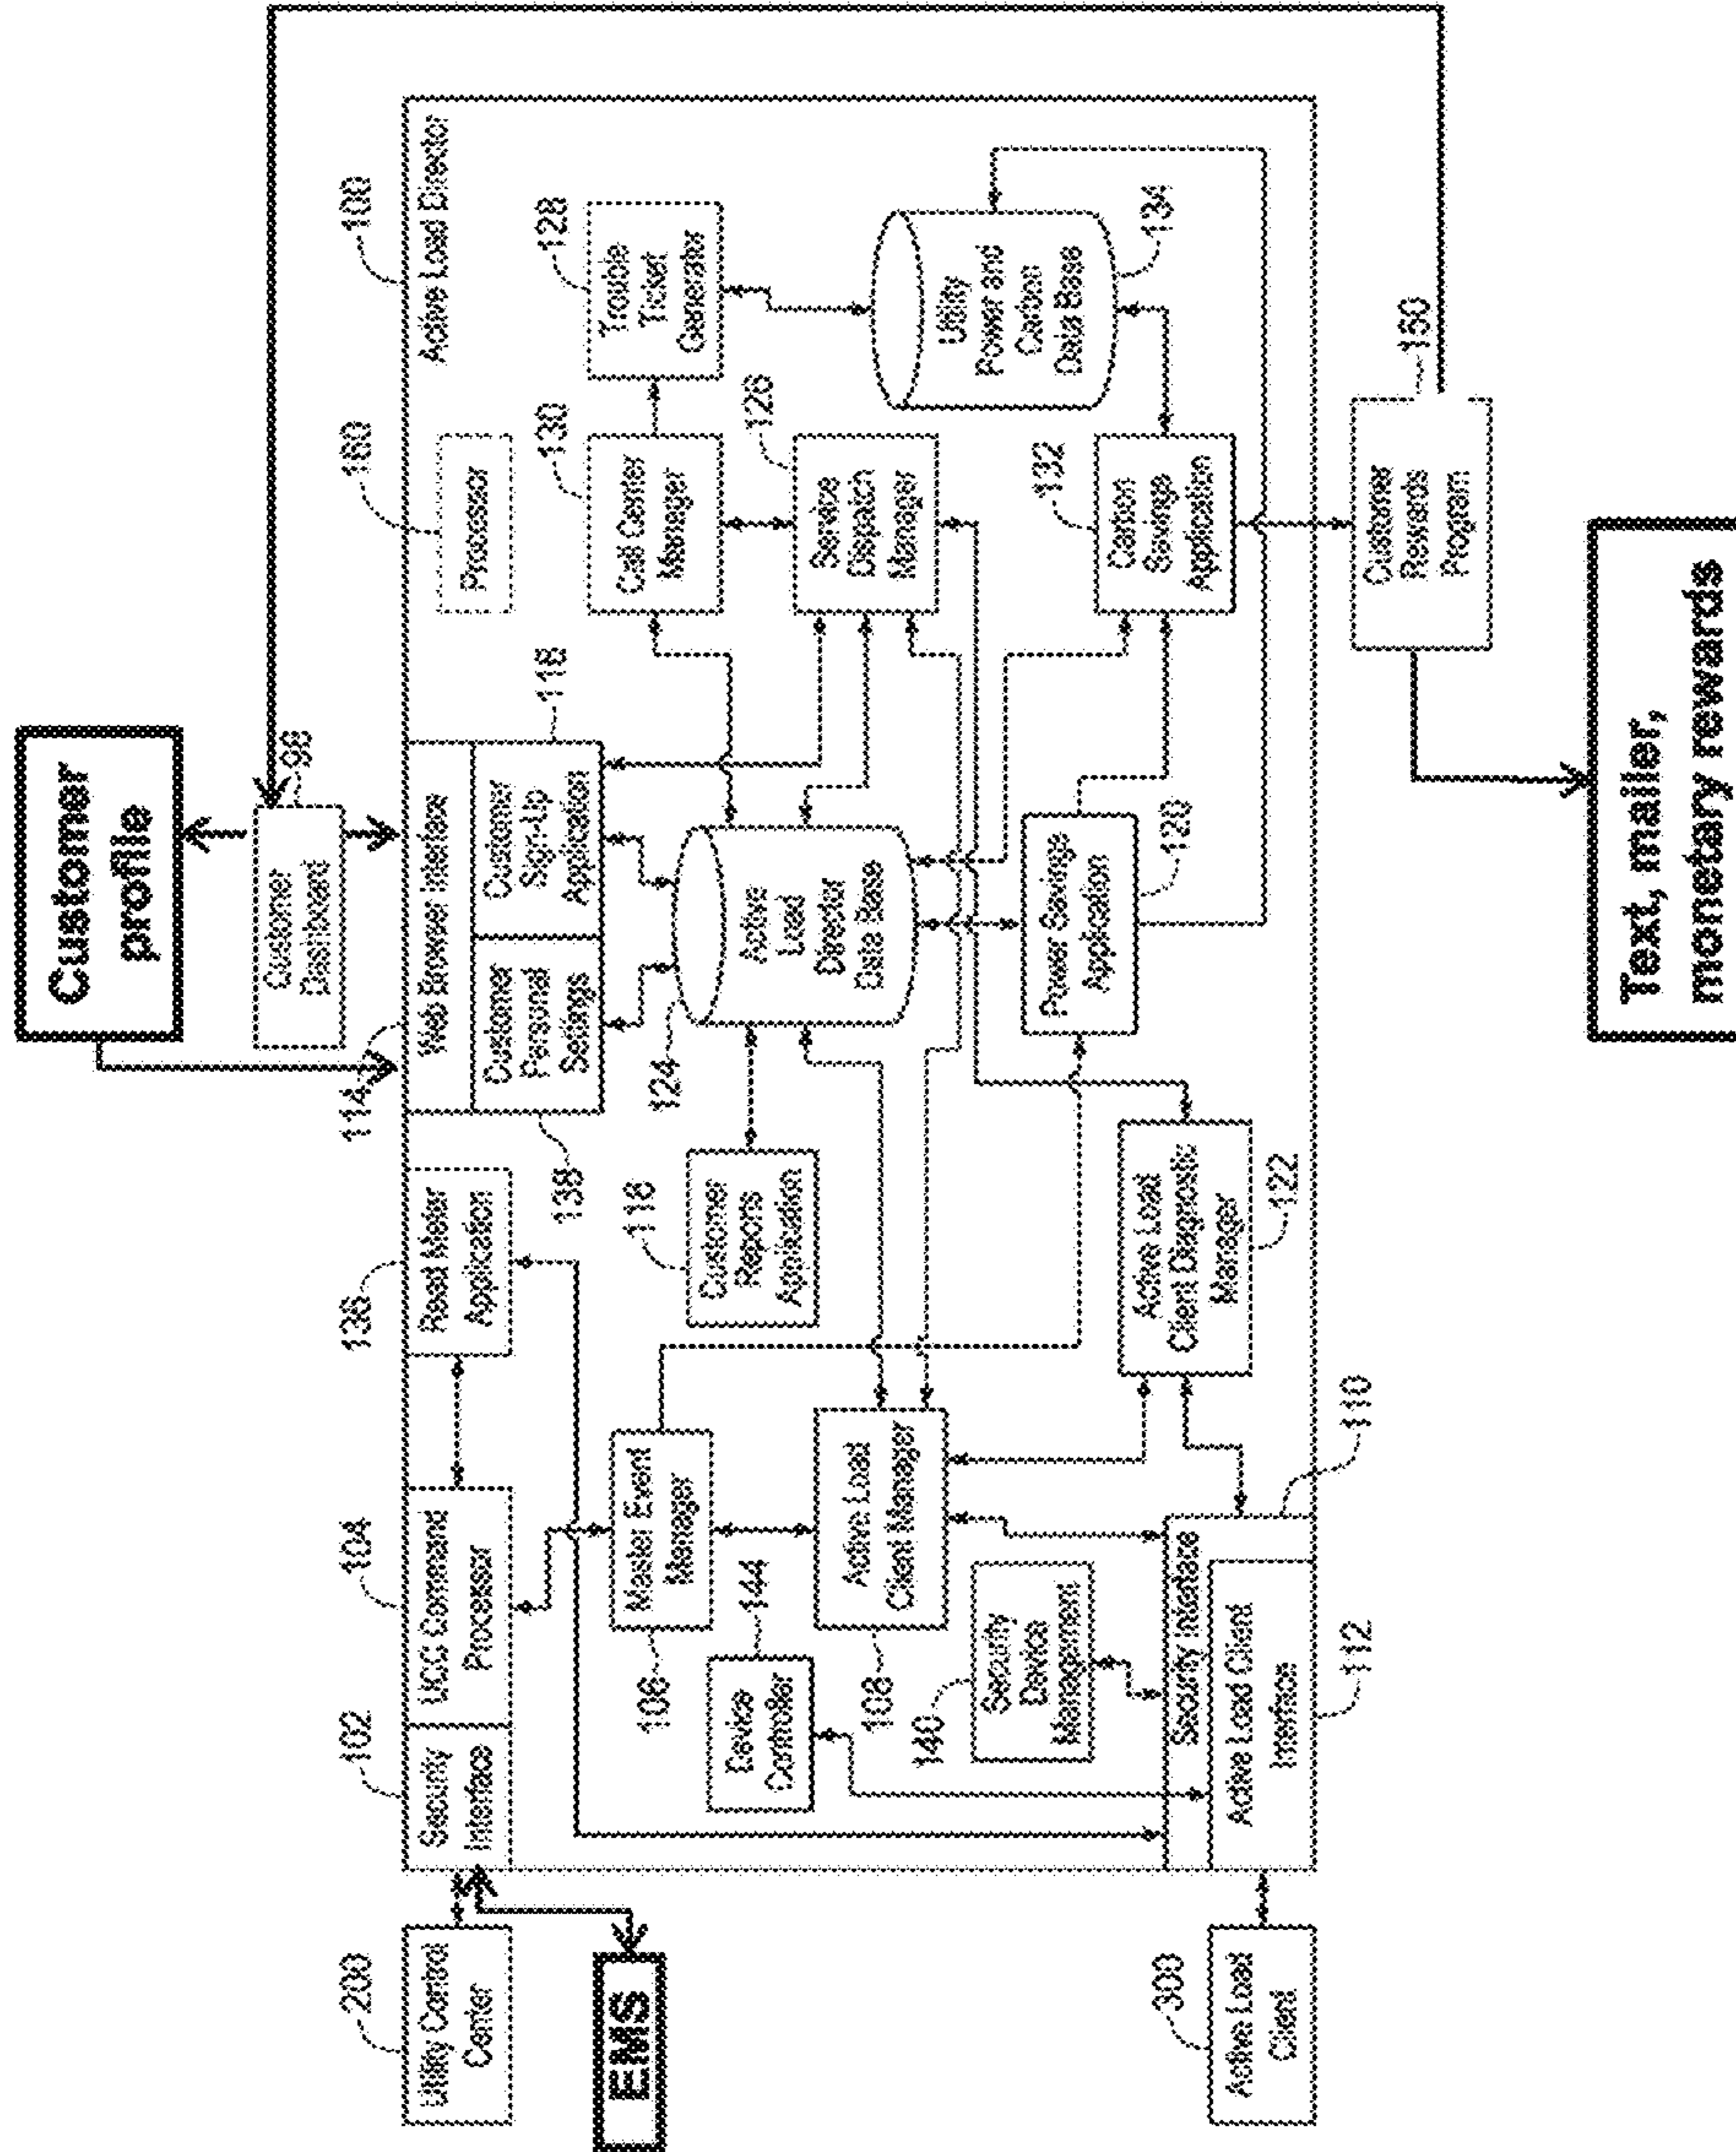 Customer
profile
98
Customer
Dashboard
100
Active Load Director
200
Utility Control
Center
EMS
102
Security
Interface
104
UCC Command
Processor
136
Read Meter
Application
114
Web Browser Interface
Customer
Personal
Settings
138
Customer
Sign-Up
Application
116
160
Processor
106
Master Event
Manager
144
Device
Controller
118
Customer
Reports
Application
124
Active
Load
Director
Data Base
130
Call Center
Manager
128
Trouble
Ticket
Generator
108
Active Load
Client Manager
126
Service
Dispatch
Manager
Utility
Power and
Carbon
Data Base
134
140
Security
Device
Management
Power Savings
Application
120
132
Carbon
Savings
Application
Active Load
Client Diagnostic
Manager
122
Security Interface
110
Active Load Client
Interface
112
300
Active Load
Client
150
Customer
Rewards
Program
Text, mailer,
monetary rewards